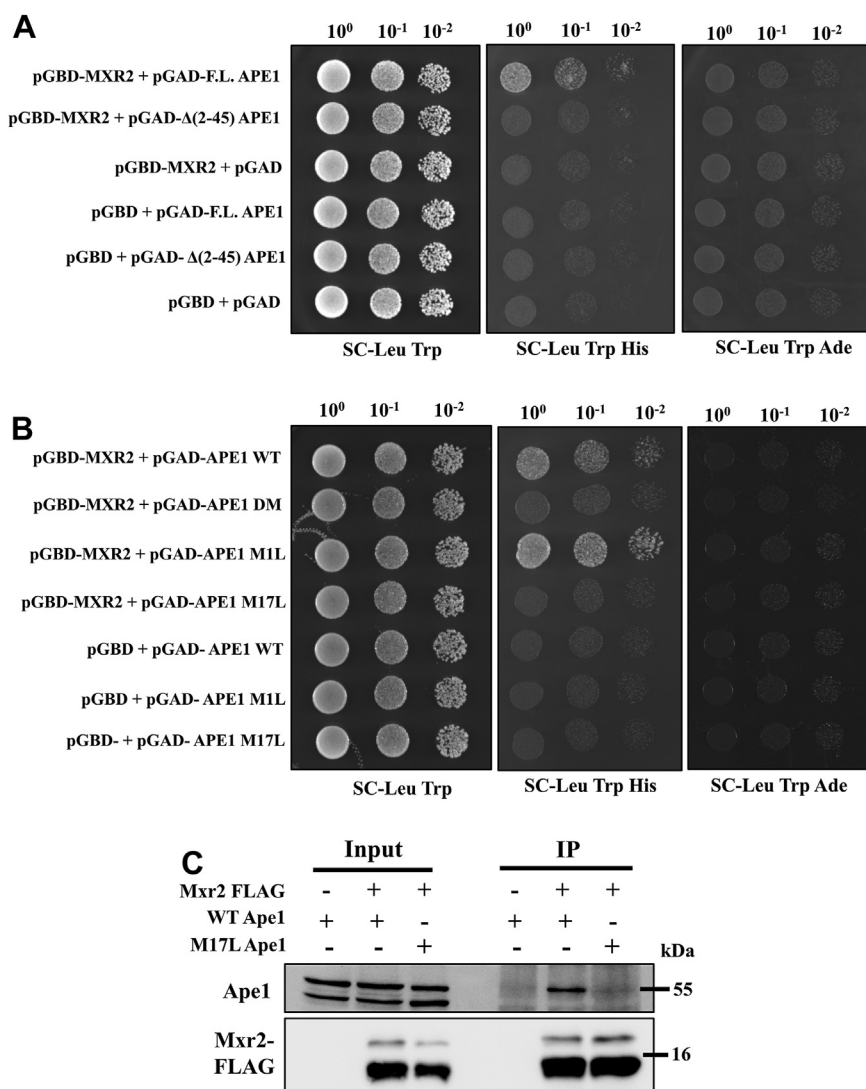 A
10⁰ 10⁻¹ 10⁻² 10⁰ 10⁻¹ 10⁻² 10⁰ 10⁻¹ 10⁻²
pGBD-MXR2 + pGAD-F.L. APE1
pGBD-MXR2 + pGAD-Δ(2-45) APE1
pGBD-MXR2 + pGAD
pGBD + pGAD-F.L. APE1
pGBD + pGAD- Δ(2-45) APE1
pGBD + pGAD
SC-Leu Trp SC-Leu Trp His SC-Leu Trp Ade
B
10⁰ 10⁻¹ 10⁻² 10⁰ 10⁻¹ 10⁻² 10⁰ 10⁻¹ 10⁻²
pGBD-MXR2 + pGAD-APE1 WT
pGBD-MXR2 + pGAD-APE1 DM
pGBD-MXR2 + pGAD-APE1 M1L
pGBD-MXR2 + pGAD-APE1 M17L
pGBD + pGAD- APE1 WT
pGBD + pGAD- APE1 M1L
pGBD- + pGAD- APE1 M17L
SC-Leu Trp SC-Leu Trp His SC-Leu Trp Ade
C
Input IP
Mxr2 FLAG - + + - + +
WT Ape1 + + - + + -
M17L Ape1 - - + - - + kDa
Ape1 55
Mxr2-
FLAG 16